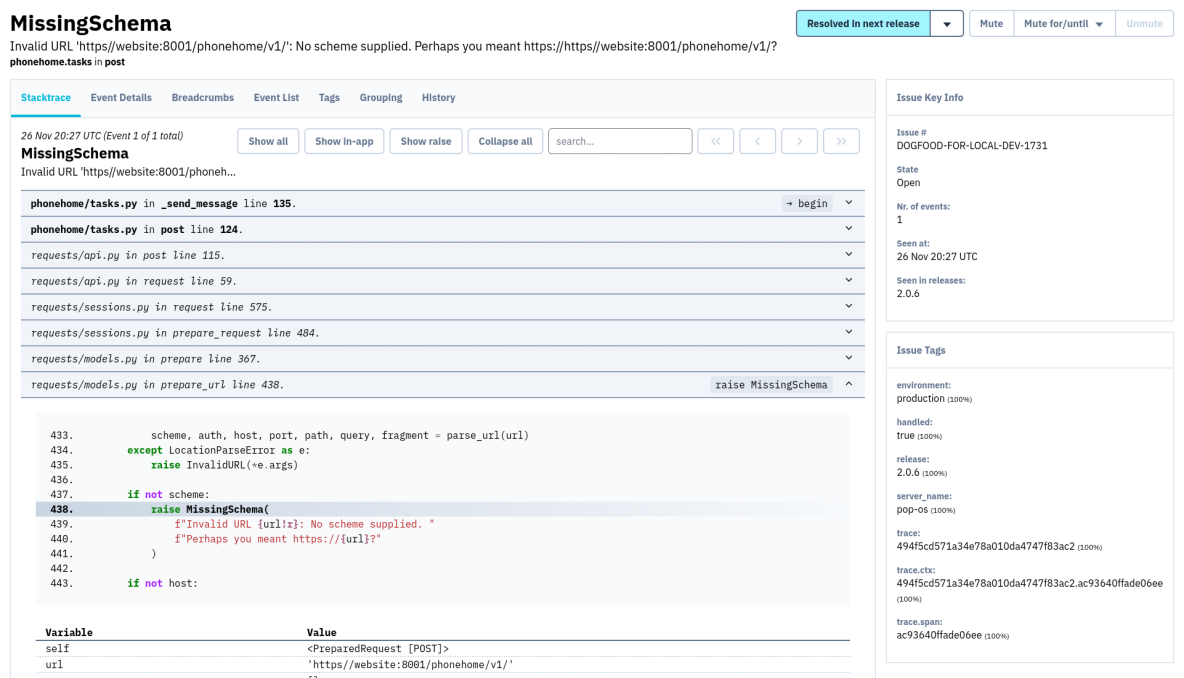 MissingSchema
Invalid URL 'https//website:8001/phonehome/v1/': No scheme supplied. Perhaps you meant https://https//website:8001/phonehome/v1/?
phonehome.tasks in post
Resolved in next release
Mute
Mute for/until
Unmute
Stacktrace
Event Details
Breadcrumbs
Event List
Tags
Grouping
History
26 Nov 20:27 UTC (Event 1 of 1 total)
MissingSchema
Invalid URL 'https//website:8001/phoneh...
Show all
Show in-app
Show raise
Collapse all
search...
phonehome/tasks.py in _send_message line 135.
→ begin
phonehome/tasks.py in post line 124.
requests/api.py in post line 115.
requests/api.py in request line 59.
requests/sessions.py in request line 575.
requests/sessions.py in prepare_request line 484.
requests/models.py in prepare line 367.
requests/models.py in prepare_url line 438.
raise MissingSchema
433.             scheme, auth, host, port, path, query, fragment = parse_url(url)
434.         except LocationParseError as e:
435.             raise InvalidURL(*e.args)
436.
437.         if not scheme:
438.             raise MissingSchema(
439.                 f"Invalid URL {url!r}: No scheme supplied. "
440.                 f"Perhaps you meant https://{url}?"
441.             )
442.
443.         if not host:
Variable Value
self <PreparedRequest [POST]>
url 'https//website:8001/phonehome/v1/'
Issue Key Info
Issue #
DOGFOOD-FOR-LOCAL-DEV-1731
State
Open
Nr. of events:
1
Seen at:
26 Nov 20:27 UTC
Seen in releases:
2.0.6
Issue Tags
environment:
production (100%)
handled:
true (100%)
release:
2.0.6 (100%)
server_name:
pop-os (100%)
trace:
494f5cd571a34e78a010da4747f83ac2 (100%)
trace.ctx:
494f5cd571a34e78a010da4747f83ac2.ac93640ffade06ee
(100%)
trace.span:
ac93640ffade06ee (100%)